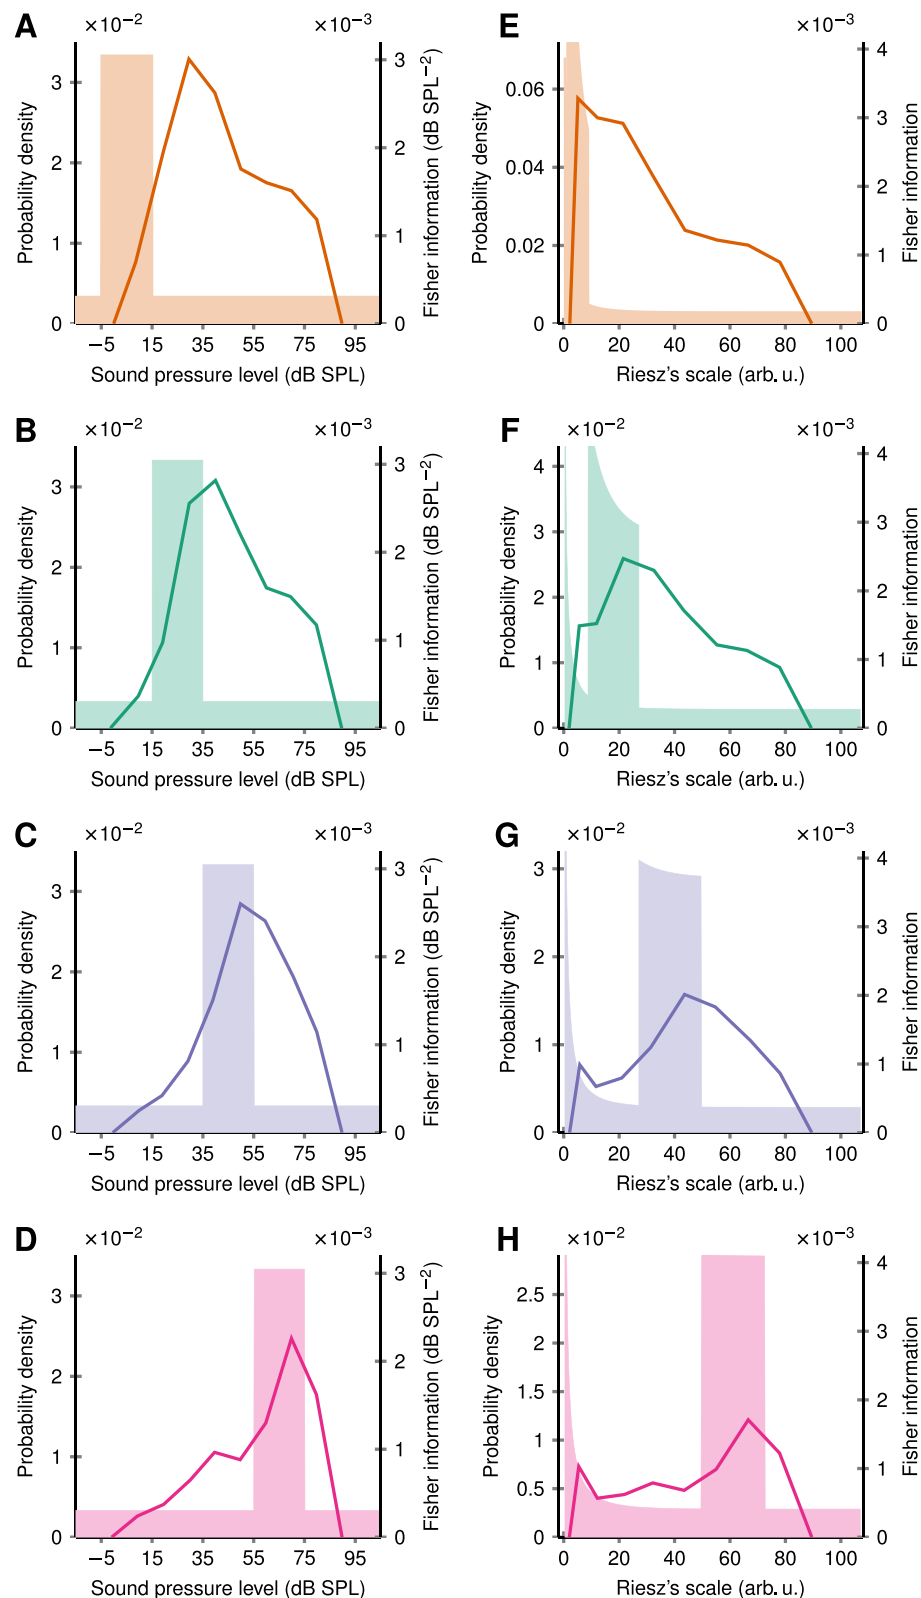 A ×10−2 ×10−3
Probability density
Fisher information (dB SPL−2)
3 2 1 0
3 2 1 0
−5 15 35 55 75 95
Sound pressure level (dB SPL)
E ×10−3
Probability density
Fisher information
0.06 0.04 0.02 0
4 3 2 1 0
0 20 40 60 80 100
Riesz's scale (arb. u.)
B ×10−2 ×10−3
Probability density
Fisher information (dB SPL−2)
3 2 1 0
3 2 1 0
−5 15 35 55 75 95
Sound pressure level (dB SPL)
F ×10−2 ×10−3
Probability density
Fisher information
4 3 2 1 0
4 3 2 1 0
0 20 40 60 80 100
Riesz's scale (arb. u.)
C ×10−2 ×10−3
Probability density
Fisher information (dB SPL−2)
3 2 1 0
3 2 1 0
−5 15 35 55 75 95
Sound pressure level (dB SPL)
G ×10−2 ×10−3
Probability density
Fisher information
3 2 1 0
4 3 2 1 0
0 20 40 60 80 100
Riesz's scale (arb. u.)
D ×10−2 ×10−3
Probability density
Fisher information (dB SPL−2)
3 2 1 0
3 2 1 0
−5 15 35 55 75 95
Sound pressure level (dB SPL)
H ×10−2 ×10−3
Probability density
Fisher information
2.5 2 1.5 1 0.5 0
4 3 2 1 0
0 20 40 60 80 100
Riesz's scale (arb. u.)